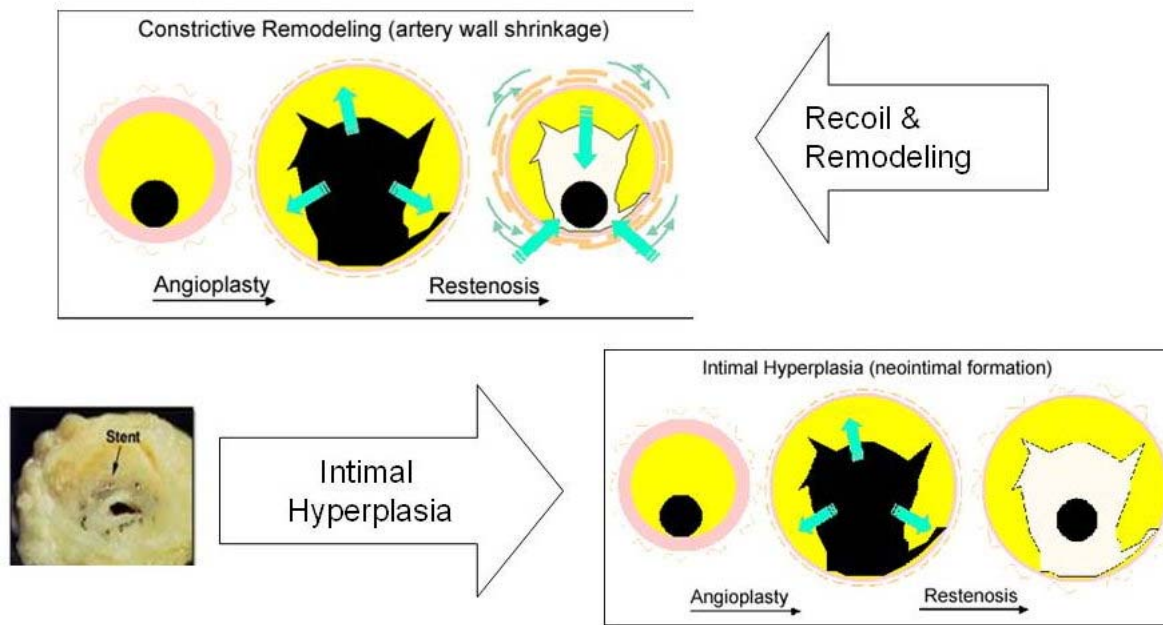 Constrictive Remodeling (artery wall shrinkage)
Angioplasty
Restenosis
Recoil &
Remodeling
Stent
Intimal
Hyperplasia
Intimal Hyperplasia (neointimal formation)
Angioplasty
Restenosis